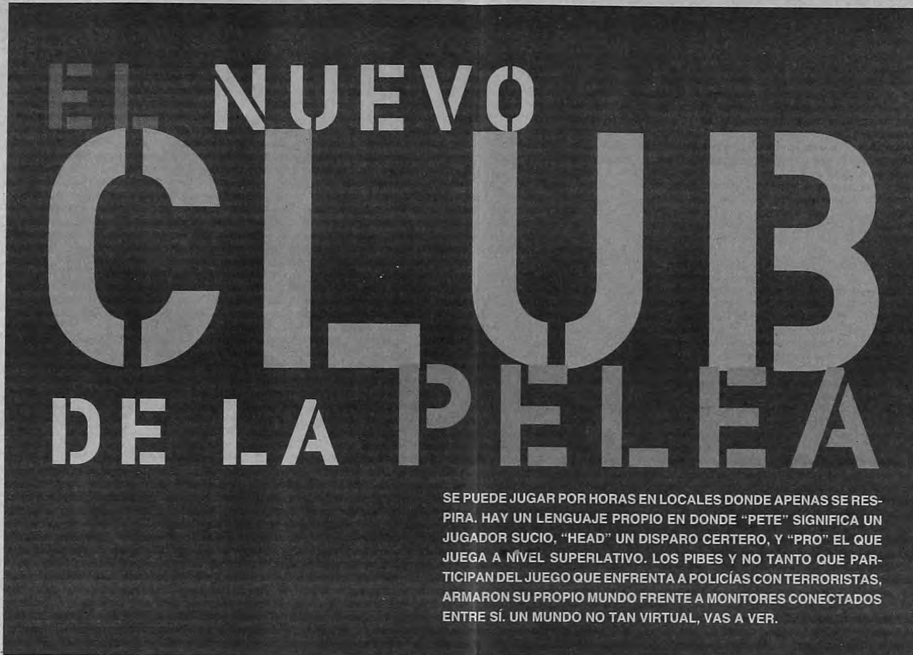 EL NUEVO
CLUB
DE LA PELEA
SE PUEDE JUGAR POR HORAS EN LOCALES DONDE APENAS SE RES-
PIRA. HAY UN LENGUAJE PROPIO EN DONDE “PETE” SIGNIFICA UN
JUGADOR SUCIO, “HEAD” UN DISPARO CERTERO, Y “PRO” EL QUE
JUEGA A NIVEL SUPERLATIVO. LOS PIBES Y NO TANTO QUE PAR-
TICIPAN DEL JUEGO QUE ENFRENTA A POLICÍAS CON TERRORISTAS,
ARMARON SU PROPIO MUNDO FRENTE A MONITORES CONECTADOS
ENTRE SÍ. UN MUNDO NO TAN VIRTUAL, VAS A VER.